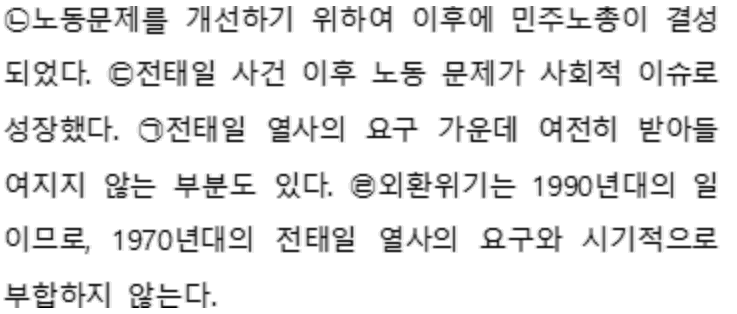 ㉡노동문제를 개선하기 위하여 이후에 민주노총이 결성
되었다. ㉢전태일 사건 이후 노동 문제가 사회적 이슈로
성장했다. ㉠전태일 열사의 요구 가운데 여전히 받아들
여지지 않는 부분도 있다. ㉣외환위기는 1990년대의 일
이므로, 1970년대의 전태일 열사의 요구와 시기적으로
부합하지 않는다.